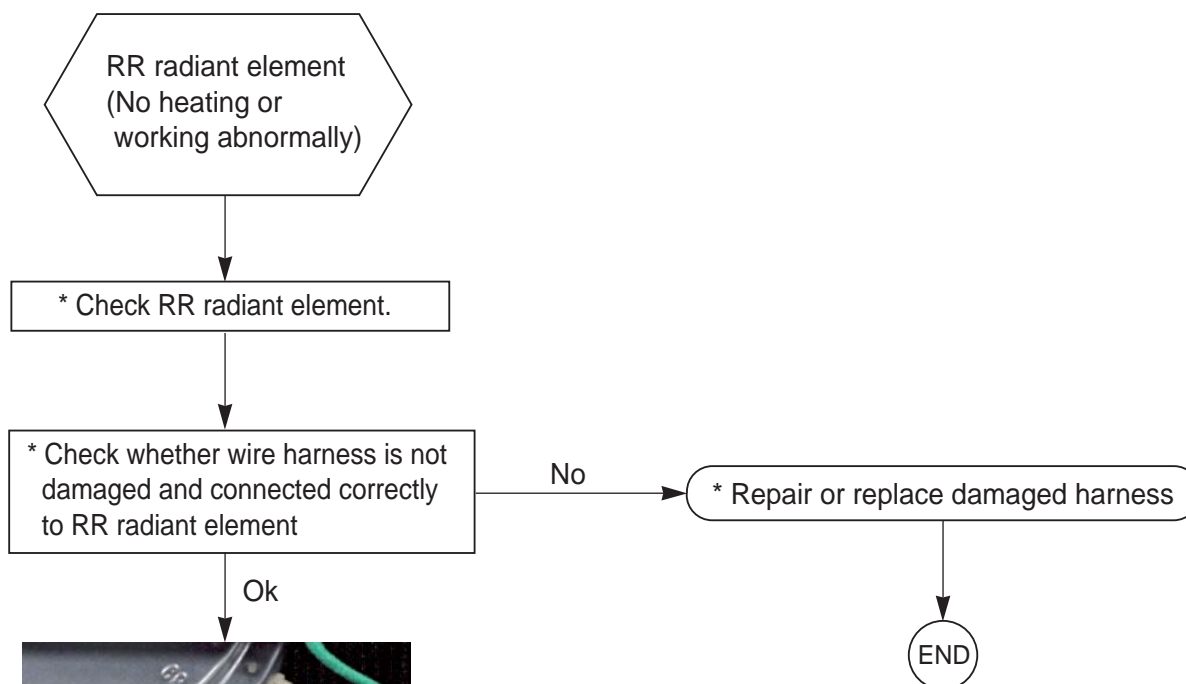 RR radiant element
(No heating or
working abnormally)
* Check RR radiant element.
* Check whether wire harness is not
damaged and connected correctly
to RR radiant element
No
* Repair or replace damaged harness
Ok
END